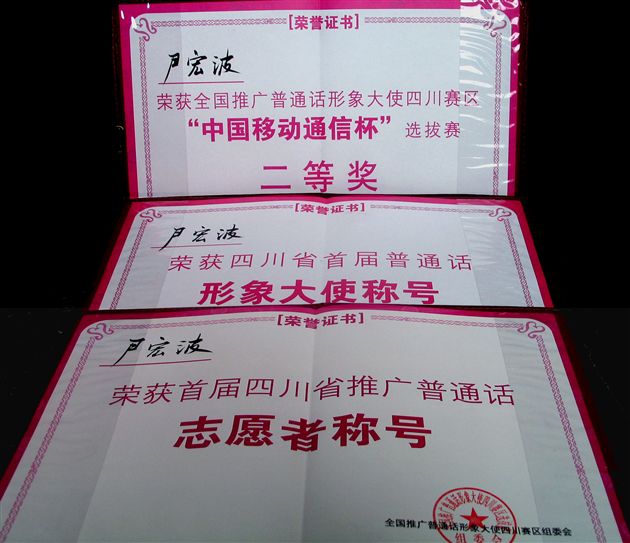 [荣誉证书]
尹宏波
荣获全国推广普通话形象大使四川赛区
“中国移动通信杯”选拔赛
二等奖
[荣誉证书]
尹宏波
荣获四川省首届普通话
形象大使称号
[荣誉证书]
尹宏波
荣获首届四川省推广普通话
志愿者称号
全国推广普通话形象大使四川赛区组委会
组委会